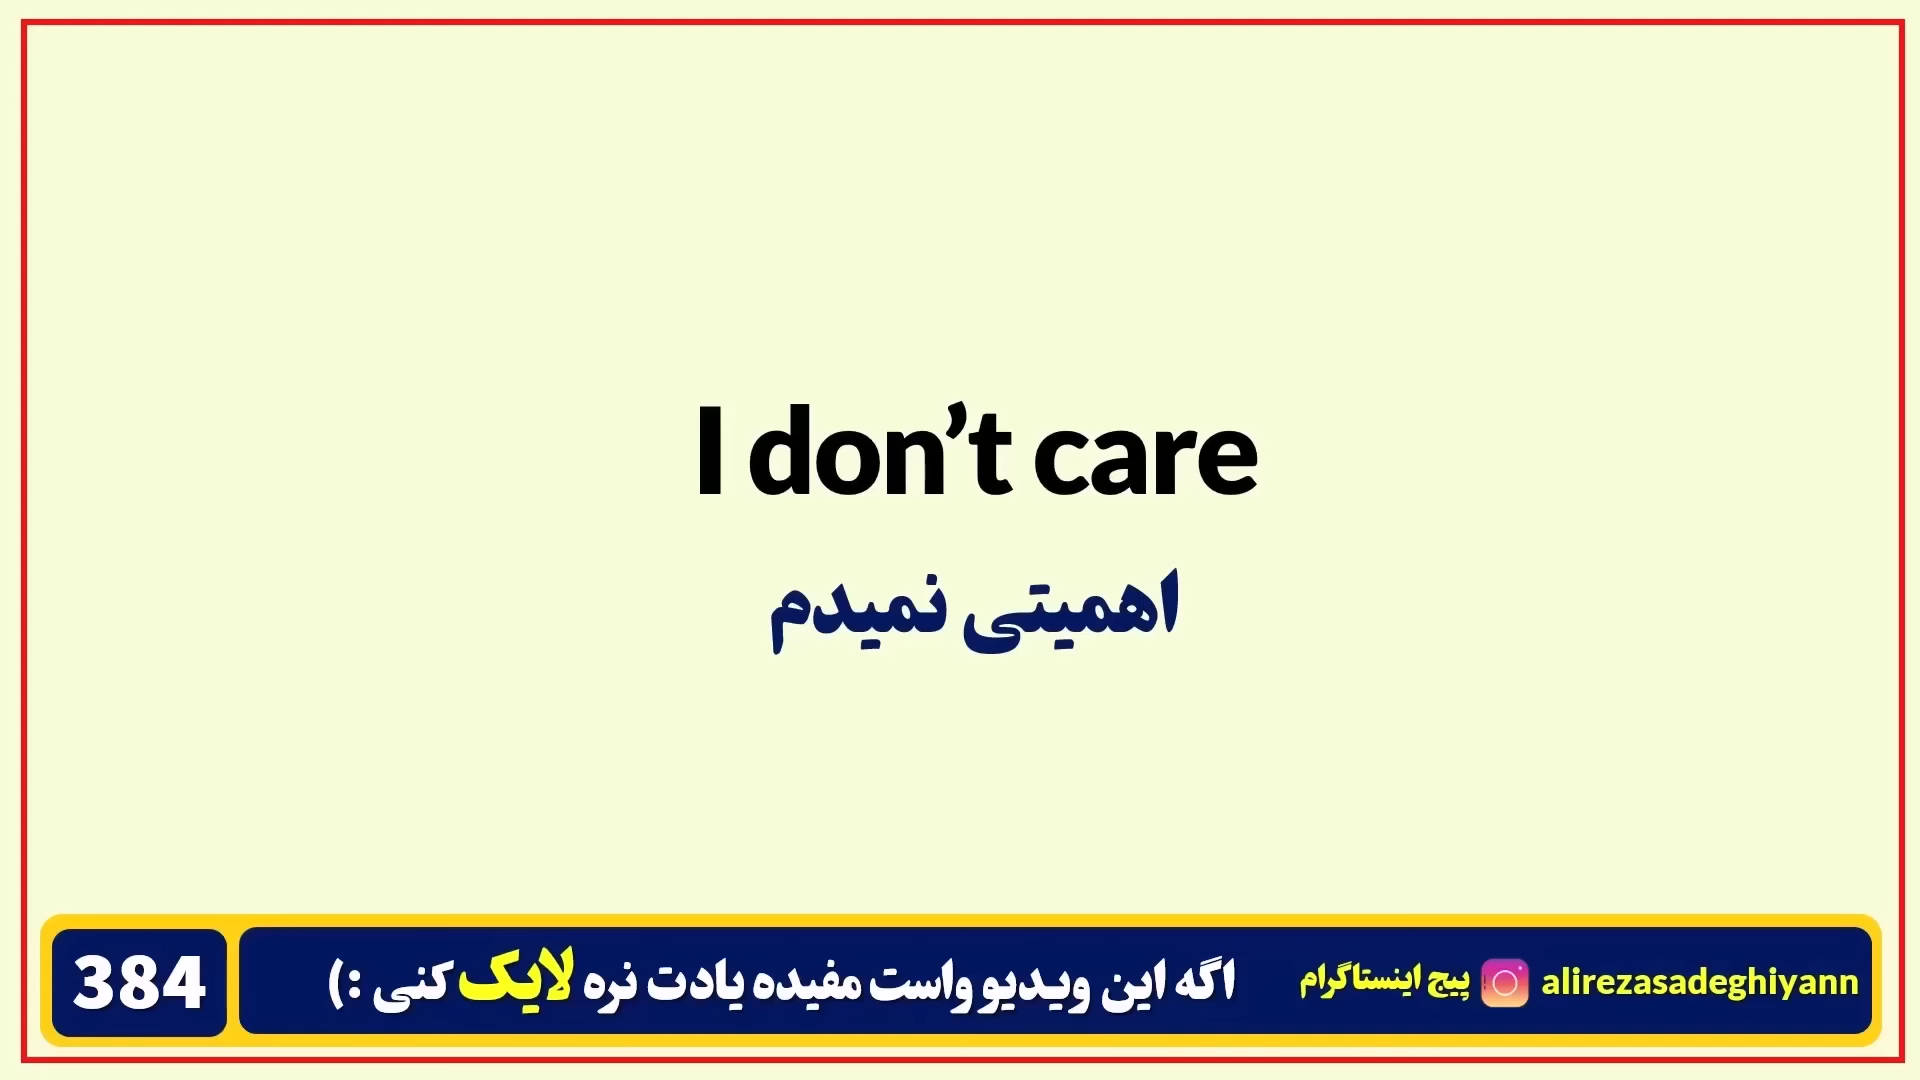 I don’t care
اهمیتی نمیدم
384
اگه این ویدیو واست مفیده یادت نره لایک کنی :)
پیج اینستاگرام
alirezasadeghiyann